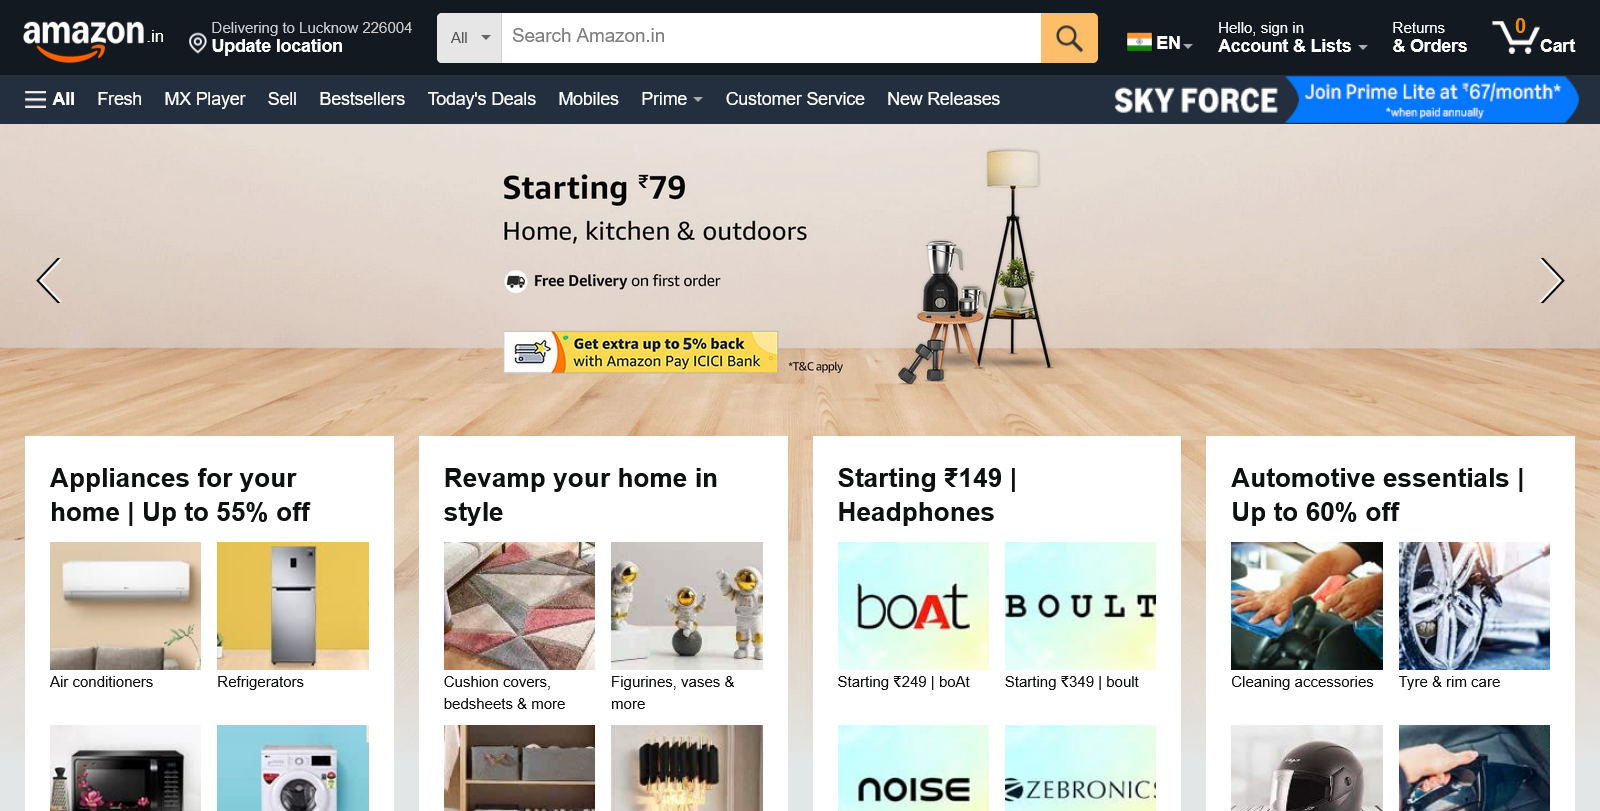 amazon.in
Delivering to Lucknow 226004
Update location
All
Search Amazon.in
EN
Hello, sign in
Account & Lists
Returns
& Orders
0
Cart
All
Fresh
MX Player
Sell
Bestsellers
Today's Deals
Mobiles
Prime
Customer Service
New Releases
SKY FORCE
Join Prime Lite at ₹67/month*
*when paid annually
Starting ₹79
Home, kitchen & outdoors
Free Delivery on first order
Get extra up to 5% back
with Amazon Pay ICICI Bank
*T&C apply
Appliances for your
home | Up to 55% off
Air conditioners
Refrigerators
Revamp your home in
style
Cushion covers,
bedsheets & more
Figurines, vases &
more
Starting ₹149 |
Headphones
boAt
BOULT
Starting ₹249 | boAt
Starting ₹349 | boult
NOISE
ZEBRONICS
Automotive essentials |
Up to 60% off
Cleaning accessories
Tyre & rim care